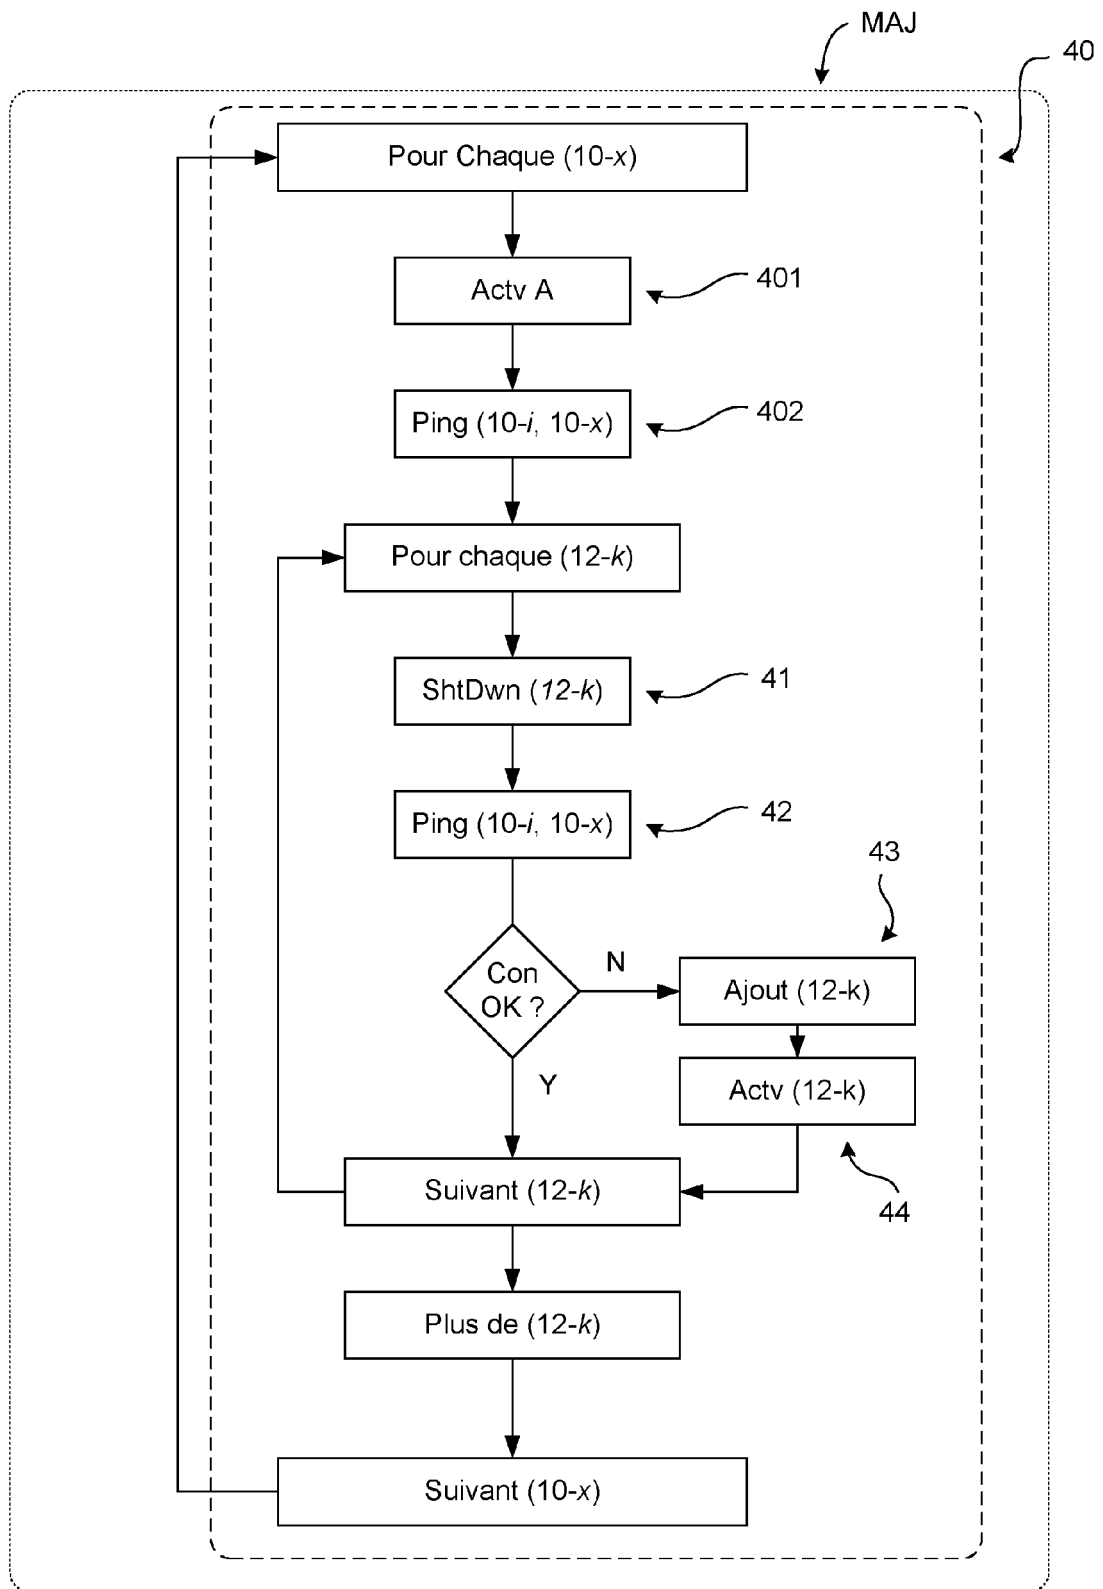 MAJ
40
Pour Chaque (10-x)
Actv A
401
Ping (10-i, 10-x)
402
Pour chaque (12-k)
ShtDwn (12-k)
41
Ping (10-i, 10-x)
42
43
Con
OK ?
N
Ajout (12-k)
Y
Actv (12-k)
Suivant (12-k)
44
Plus de (12-k)
Suivant (10-x)